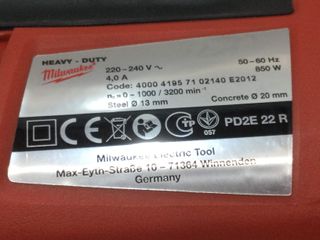 HEAVY - DUTY
Milwaukee
220-240 V ~ 50-60 Hz
4,0 A 850 W
Code: 4000 4195 71 02140 E2012
n₀ = 0 - 1000 / 3200 min⁻¹
Steel Ø 13 mm Concrete Ø 20 mm
CE PD2E 22 R
057
Milwaukee Electric Tool
Max-Eyth-Straße 10 - 71364 Winnenden
Germany